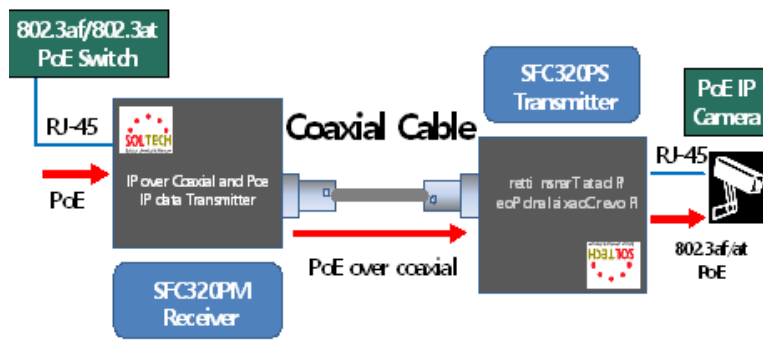 802.3af/802.3at
PoE Switch
SFC320PS
Transmitter
PoE IP
Camera
RJ-45
SOLTECH
Coaxial Cable
RJ-45
IP over Coaxial and Poe
IP data Transmitter
PoE
PoE over coaxial
SOLTECH
802.3af/at
PoE
SFC320PM
Receiver